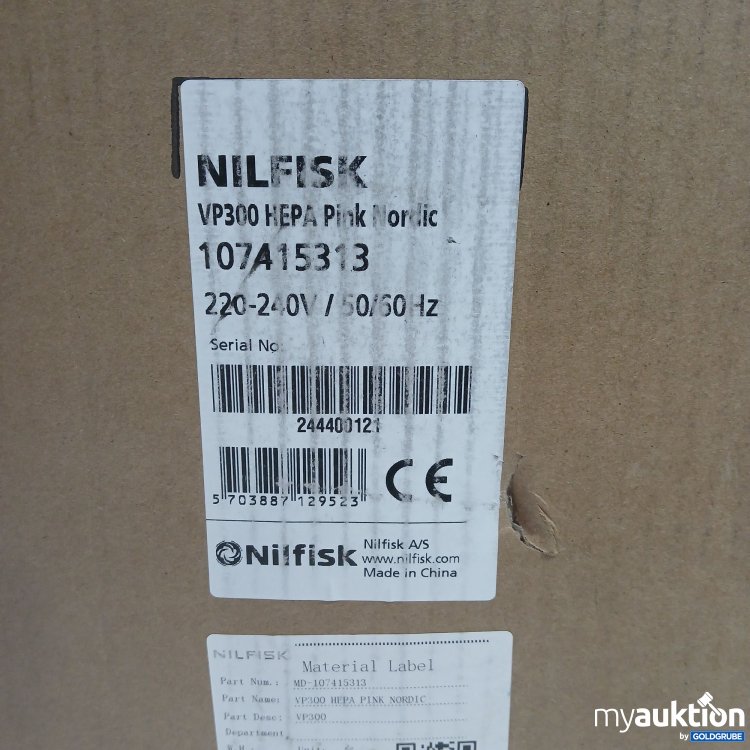 NILFISK
VP300 HEPA Pink Nordic
107415313
220-240V / 50/60Hz
Serial No:
244400121
5 703887 129523
CE
Nilfisk
Nilfisk A/S
www.nilfisk.com
Made in China
NILFISK
Material Label
Part Num.: MD-107415313
Part Name: VP300 HEPA PINK NORDIC
Part Desc: VP300
Department
myauktion
by GOLDGRUBE